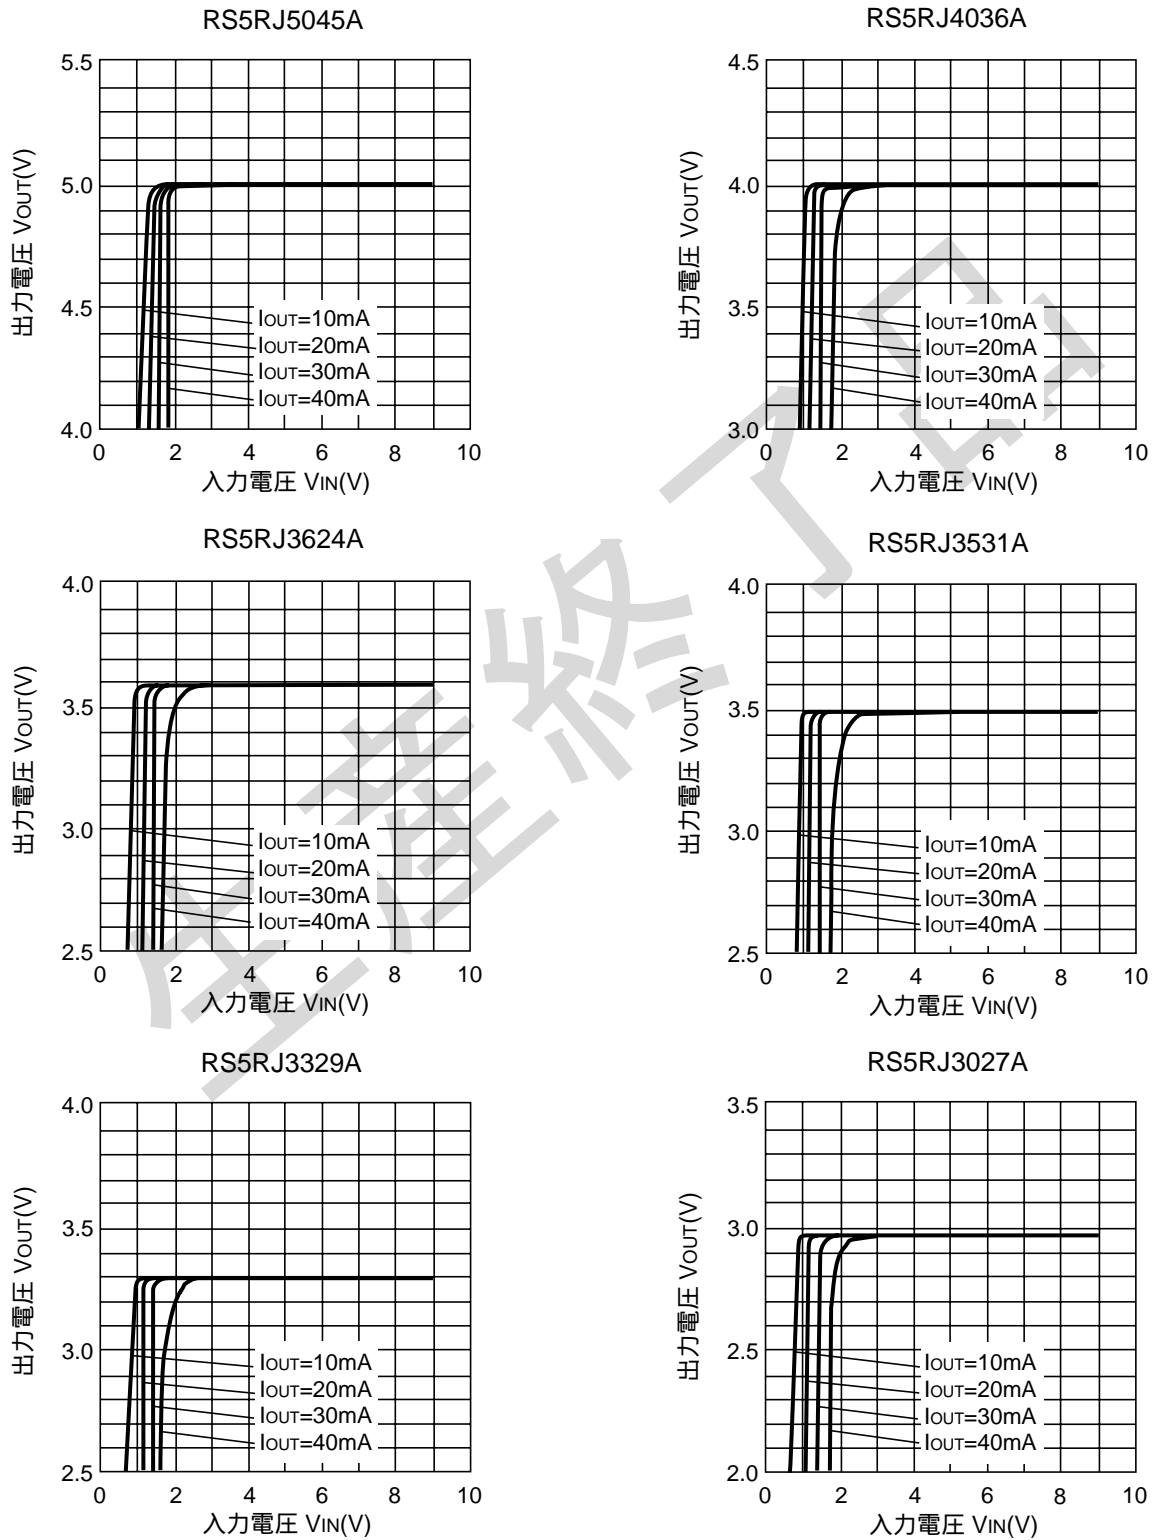 RS5RJ5045A
5.5
5.0
4.5
4.0
出力電圧 VOUT(V)
IOUT=10mA
IOUT=20mA
IOUT=30mA
IOUT=40mA
0 2 4 6 8 10
入力電圧 VIN(V)
RS5RJ4036A
4.5
4.0
3.5
3.0
出力電圧 VOUT(V)
IOUT=10mA
IOUT=20mA
IOUT=30mA
IOUT=40mA
0 2 4 6 8 10
入力電圧 VIN(V)
RS5RJ3624A
4.0
3.5
3.0
2.5
出力電圧 VOUT(V)
IOUT=10mA
IOUT=20mA
IOUT=30mA
IOUT=40mA
0 2 4 6 8 10
入力電圧 VIN(V)
RS5RJ3531A
4.0
3.5
3.0
2.5
出力電圧 VOUT(V)
IOUT=10mA
IOUT=20mA
IOUT=30mA
IOUT=40mA
0 2 4 6 8 10
入力電圧 VIN(V)
RS5RJ3329A
4.0
3.5
3.0
2.5
出力電圧 VOUT(V)
IOUT=10mA
IOUT=20mA
IOUT=30mA
IOUT=40mA
0 2 4 6 8 10
入力電圧 VIN(V)
RS5RJ3027A
3.5
3.0
2.5
2.0
出力電圧 VOUT(V)
IOUT=10mA
IOUT=20mA
IOUT=30mA
IOUT=40mA
0 2 4 6 8 10
入力電圧 VIN(V)
生産終了品